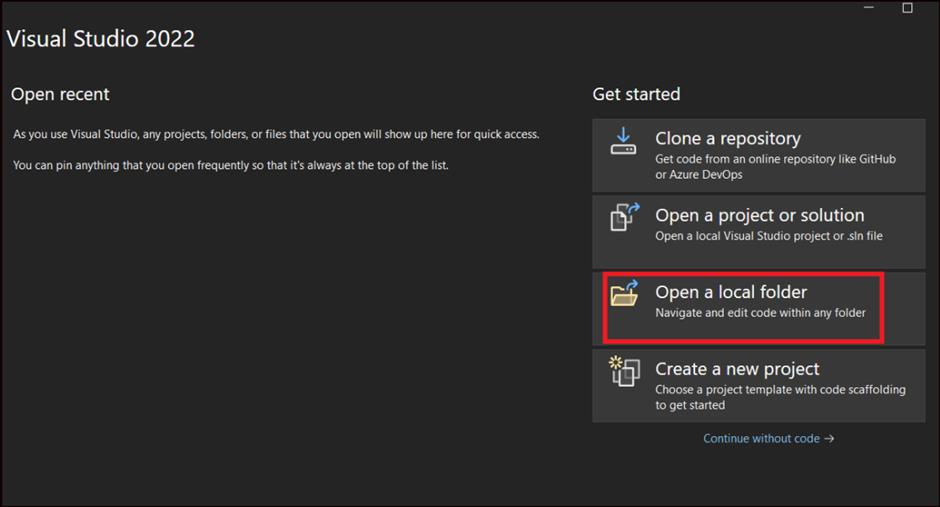 Visual Studio 2022
Open recent
As you use Visual Studio, any projects, folders, or files that you open will show up here for quick access.
You can pin anything that you open frequently so that it's always at the top of the list.
Get started
Clone a repository
Get code from an online repository like GitHub
or Azure DevOps
Open a project or solution
Open a local Visual Studio project or .sln file
Open a local folder
Navigate and edit code within any folder
Create a new project
Choose a project template with code scaffolding
to get started
Continue without code →